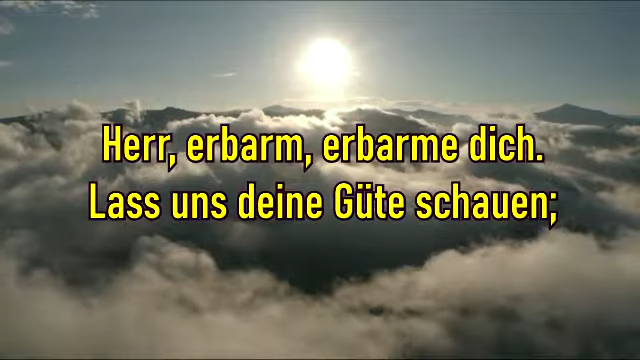 Herr, erbarm, erbarme dich.
Lass uns deine Güte schauen;